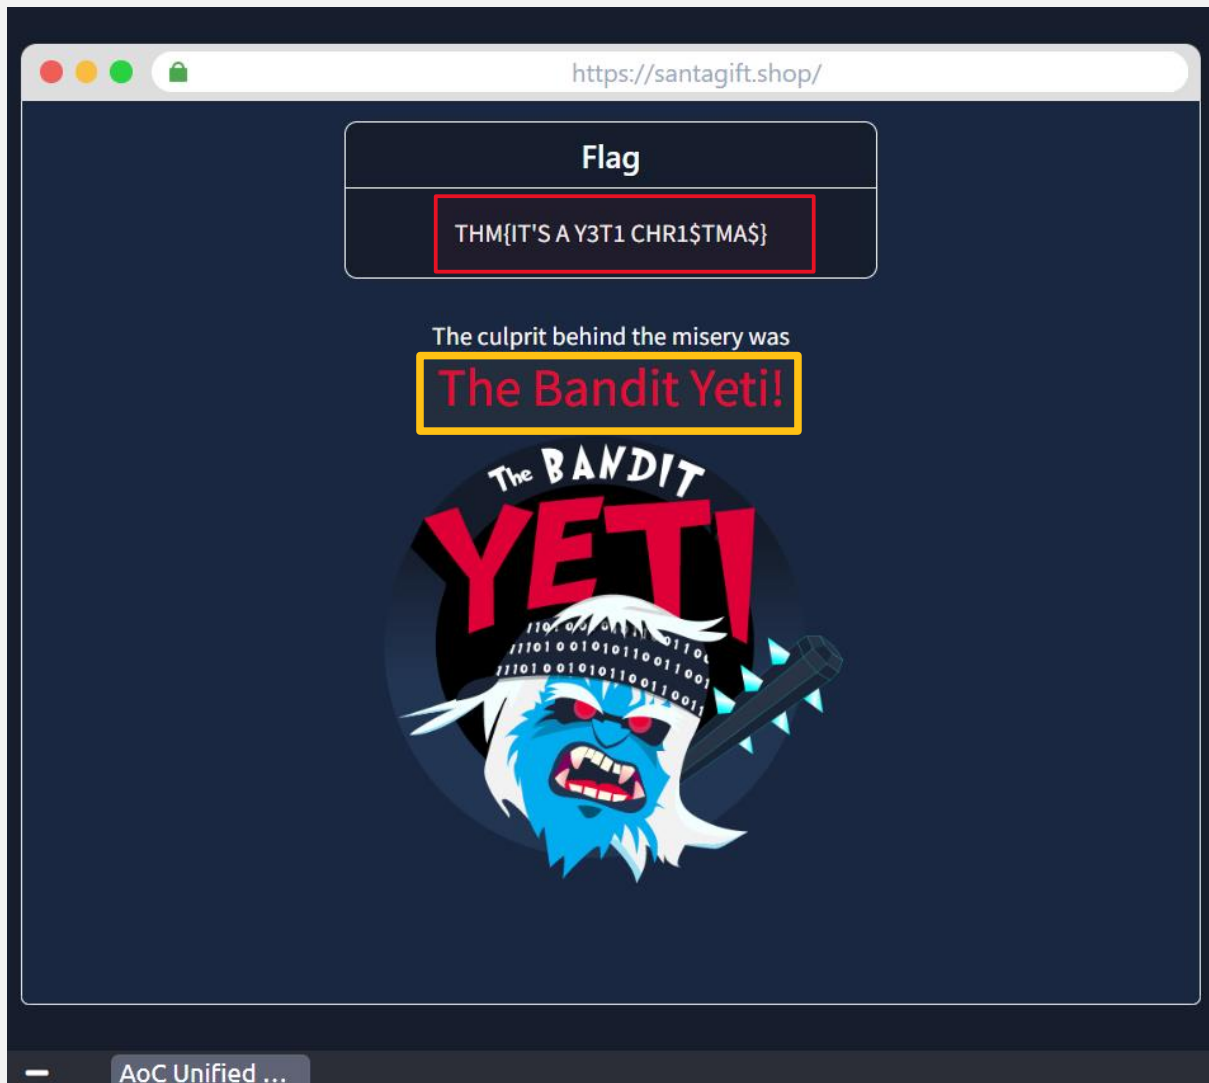 https://santagift.shop/
Flag
THM{IT'S A Y3T1 CHR1$TMA$}
The culprit behind the misery was
The Bandit Yeti!
The BANDIT
YETI
AoC Unified ...